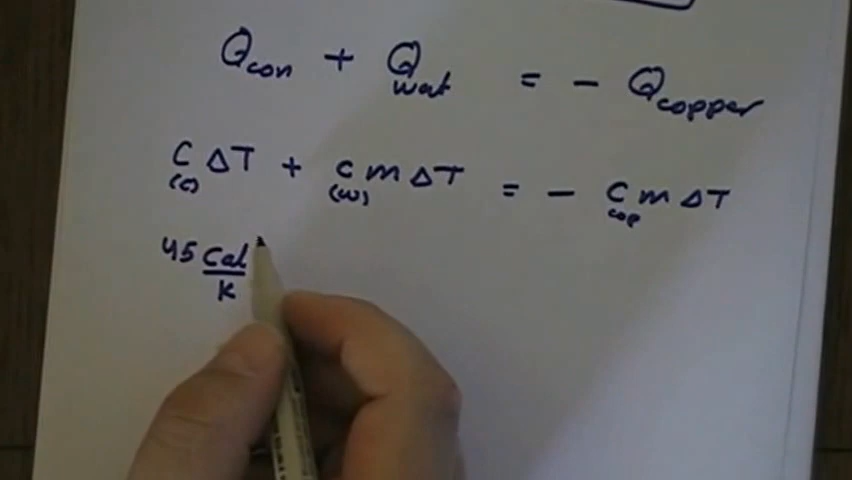 Qcon + Qwat = - Qcopper
C(c) ΔT + c(w) m ΔT = - ccop m ΔT
45 Cal/K